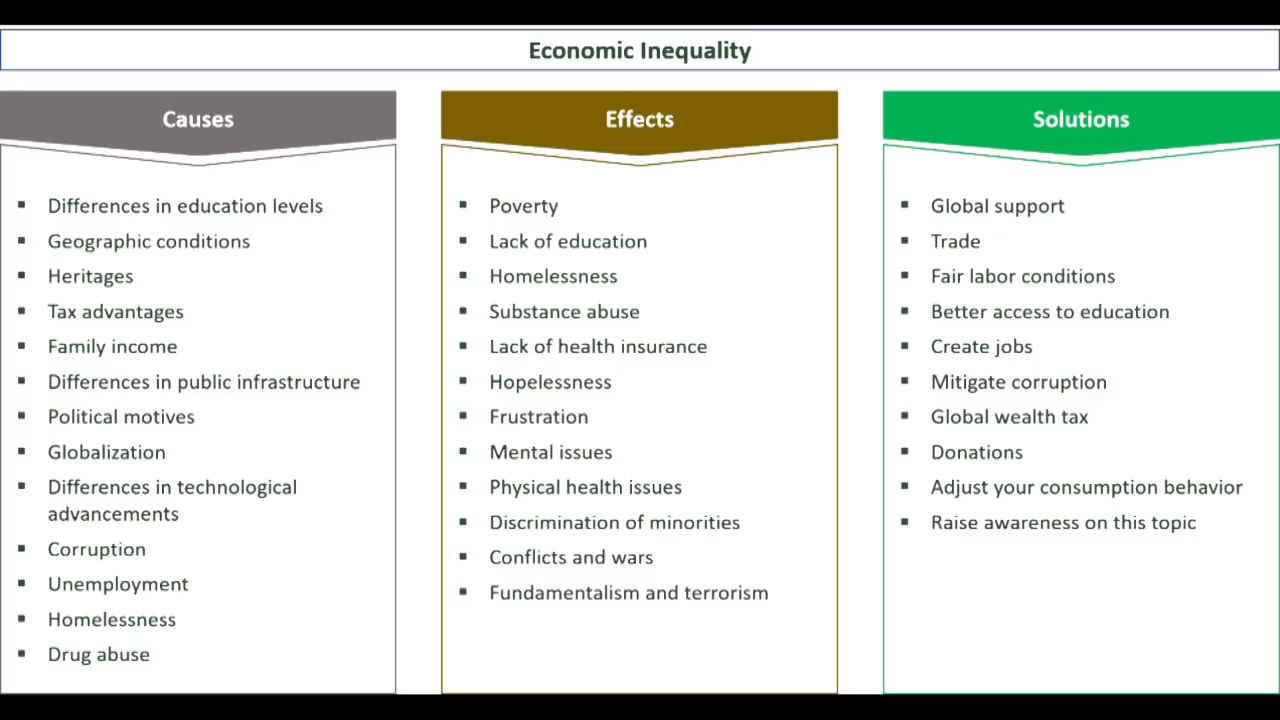 Economic Inequality
Causes
Differences in education levels
Geographic conditions
Heritages
Tax advantages
Family income
Differences in public infrastructure
Political motives
Globalization
Differences in technological
advancements
Corruption
Unemployment
Homelessness
Drug abuse
Effects
Poverty
Lack of education
Homelessness
Substance abuse
Lack of health insurance
Hopelessness
Frustration
Mental issues
Physical health issues
Discrimination of minorities
Conflicts and wars
Fundamentalism and terrorism
Solutions
Global support
Trade
Fair labor conditions
Better access to education
Create jobs
Mitigate corruption
Global wealth tax
Donations
Adjust your consumption behavior
Raise awareness on this topic